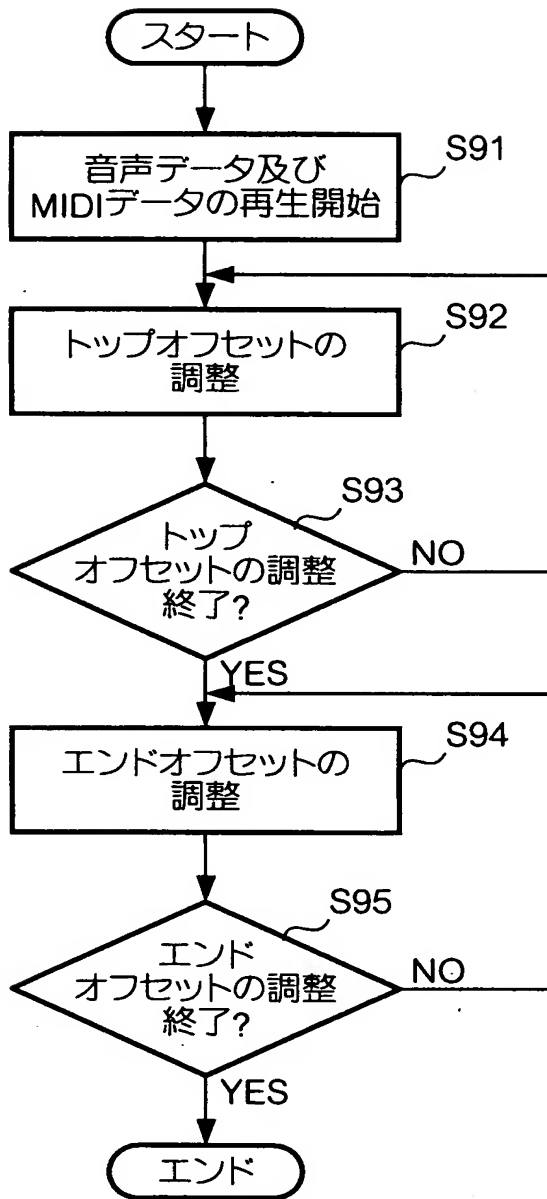 スタート
S91
音声データ及び
MIDIデータの再生開始
S92
トップオフセットの
調整
S93
トップ
オフセットの調整
終了?
NO
YES
S94
エンドオフセットの
調整
S95
エンド
オフセットの調整
終了?
NO
YES
エンド